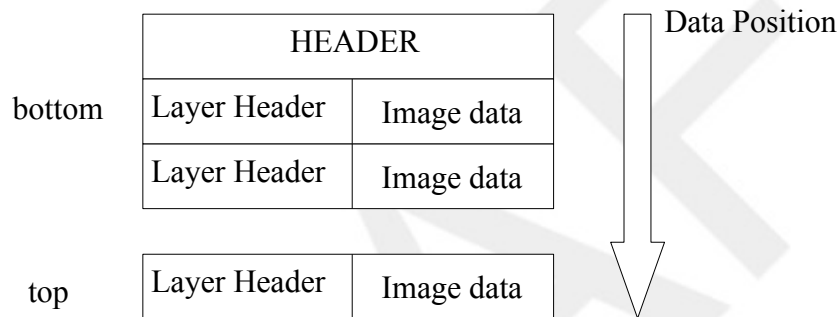 HEADER
Data Position
bottom
Layer Header
Image data
Layer Header
Image data
top
Layer Header
Image data